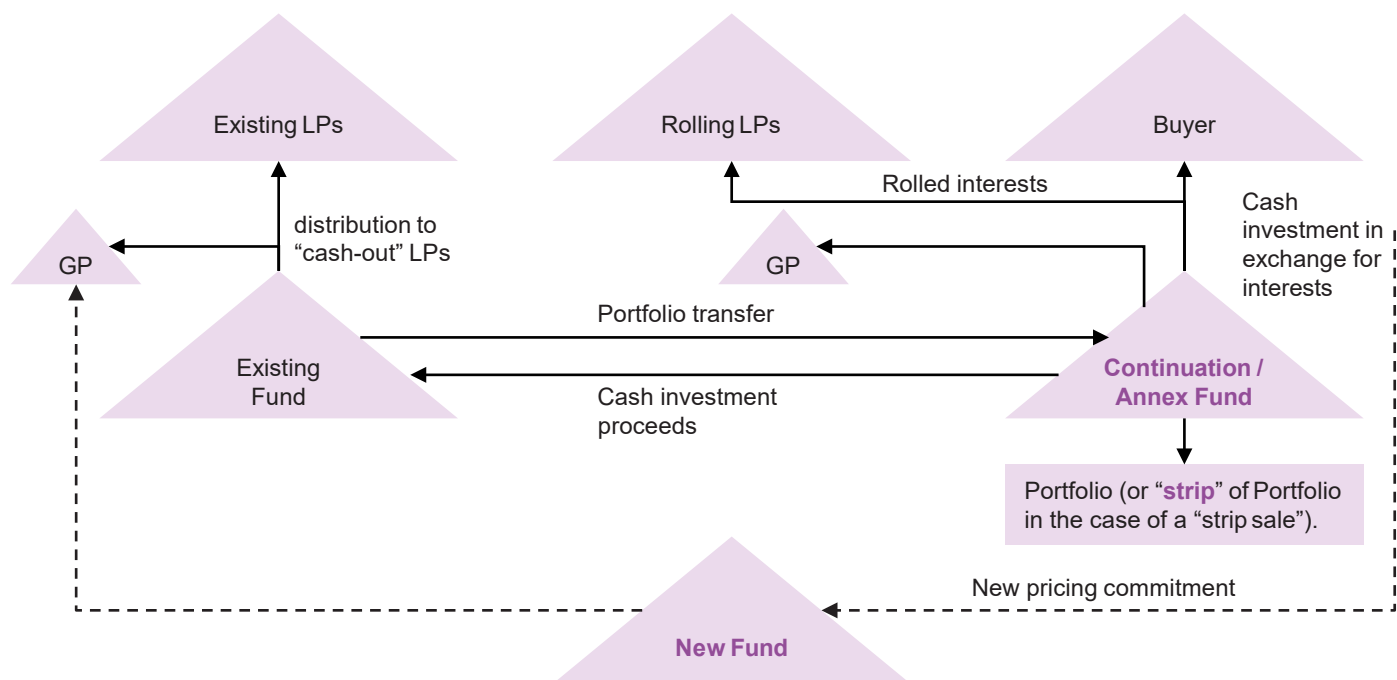 Existing LPs
Rolling LPs
Buyer
Rolled interests
Cash
investment in
exchange for
interests
distribution to
“cash-out” LPs
GP
GP
Portfolio transfer
Existing
Fund
Continuation /
Annex Fund
Cash investment
proceeds
Portfolio (or “strip” of Portfolio
in the case of a “strip sale”).
New pricing commitment
New Fund